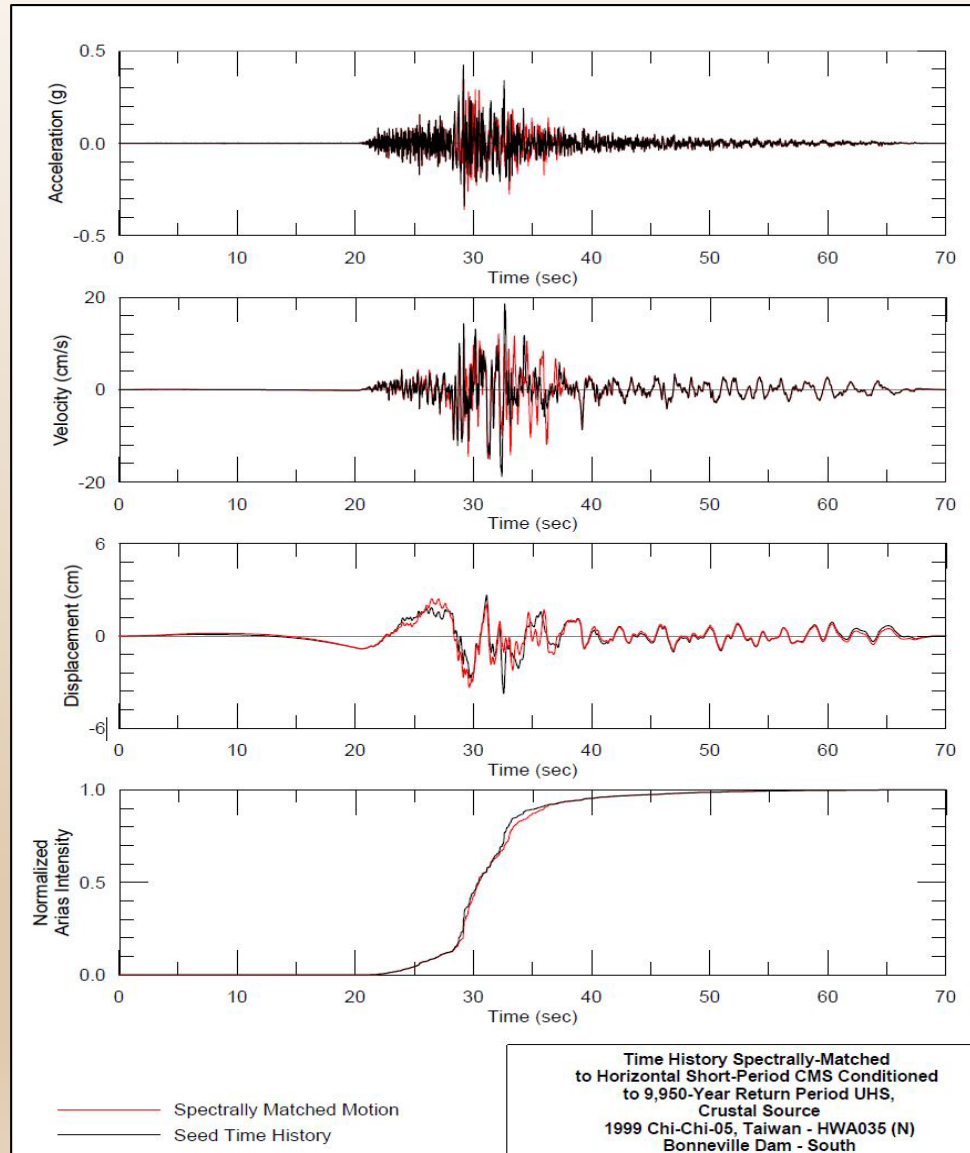 0.5
0.0
-0.5
Acceleration (g)
0 10 20 30 40 50 60 70
Time (sec)
20
0
-20
Velocity (cm/s)
0 10 20 30 40 50 60 70
Time (sec)
6
0
-6
Displacement (cm)
0 10 20 30 40 50 60 70
Time (sec)
1.0
0.5
0.0
Normalized
Arias Intensity
0 10 20 30 40 50 60 70
Time (sec)
Spectrally Matched Motion
Seed Time History
Time History Spectrally-Matched
to Horizontal Short-Period CMS Conditioned
to 9,950-Year Return Period UHS,
Crustal Source
1999 Chi-Chi-05, Taiwan - HWA035 (N)
Bonneville Dam - South